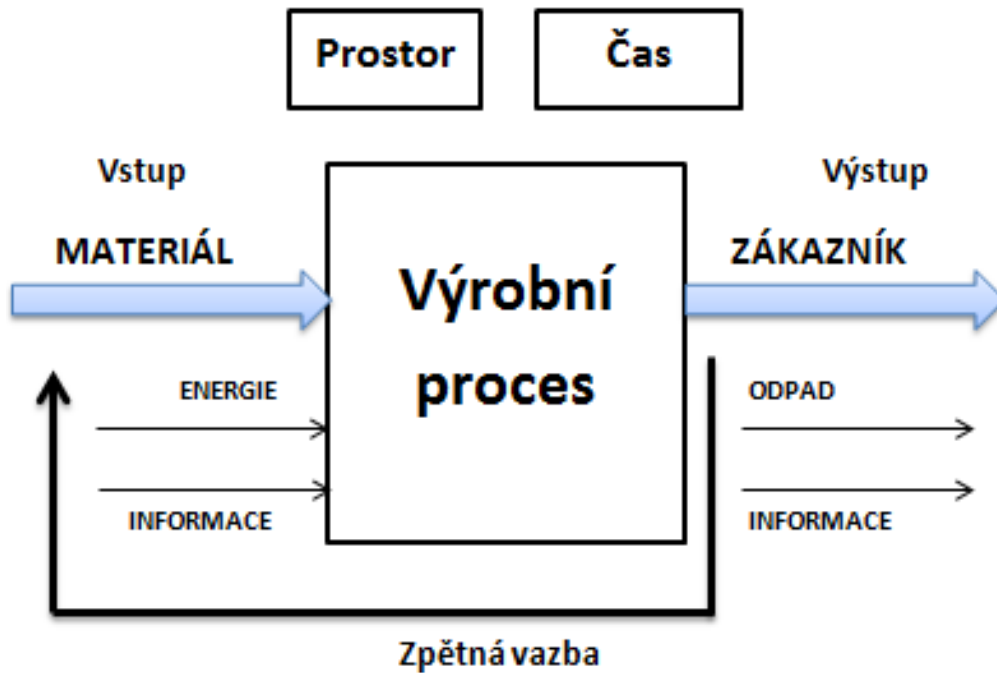 Prostor
Čas
Vstup
Výstup
MATERIÁL
ZÁKAZNÍK
Výrobní
proces
ENERGIE
ODPAD
INFORMACE
INFORMACE
Zpětná vazba